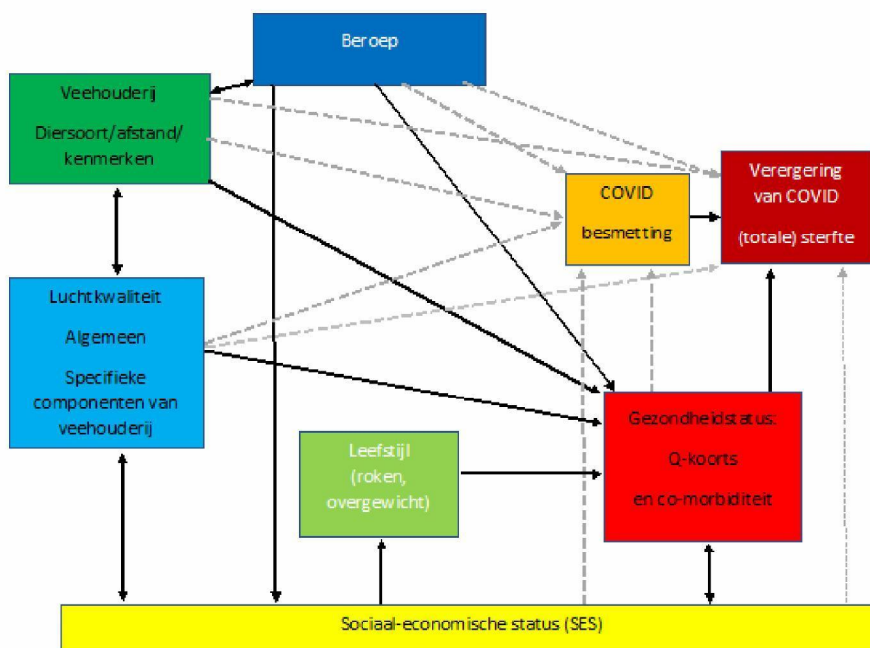 Beroep
Veehouderij
Diersoort/afstand/
kenmerken
COVID
besmetting
Verergering
van COVID
(totale) sterfte
Luchtkwaliteit
Algemeen
Specifieke
componenten van
veehouderij
Leefstijl
(roken,
overgewicht)
Gezondheidstatus:
Q-koorts
en co-morbiditeit
Sociaal-economische status (SES)